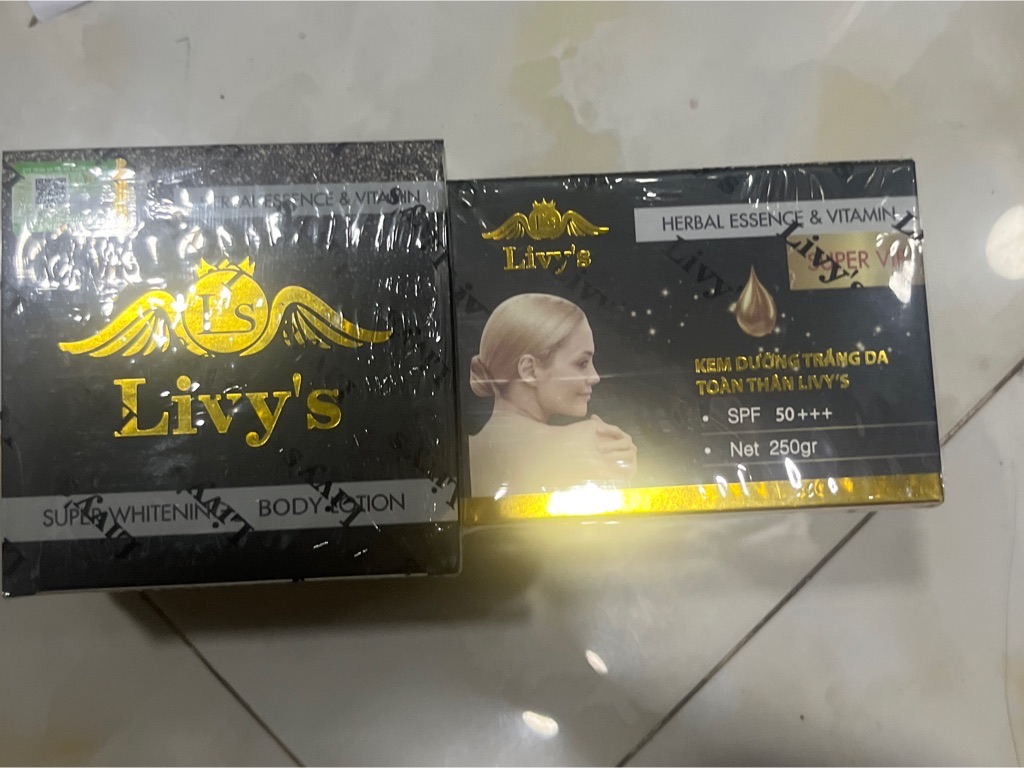 HERBAL ESSENCE & VITAMIN
L's
Livy's
SUPER WHITENING BODY LOTION
L's
Livy's
HERBAL ESSENCE & VITAMIN
SUPER VIP
KEM DƯỠNG TRẮNG DA
TOÀN THÂN LIVY'S
• SPF 50+++
• Net 250gr